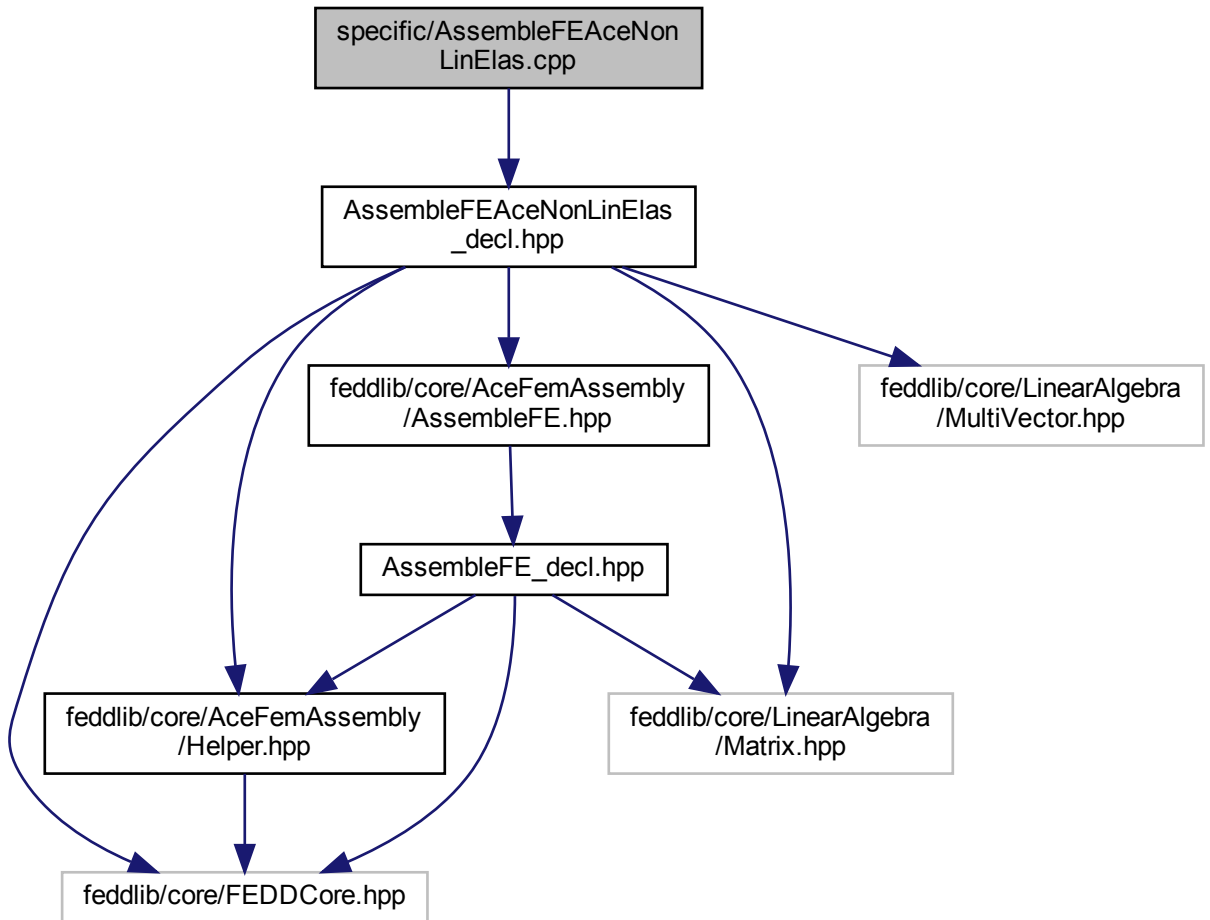 specific/AssembleFEAceNon
LinElas.cpp
AssembleFEAceNonLinElas
_decl.hpp
feddlib/core/AceFemAssembly
/AssembleFE.hpp
feddlib/core/LinearAlgebra
/MultiVector.hpp
AssembleFE_decl.hpp
feddlib/core/AceFemAssembly
/Helper.hpp
feddlib/core/LinearAlgebra
/Matrix.hpp
feddlib/core/FEDDCore.hpp